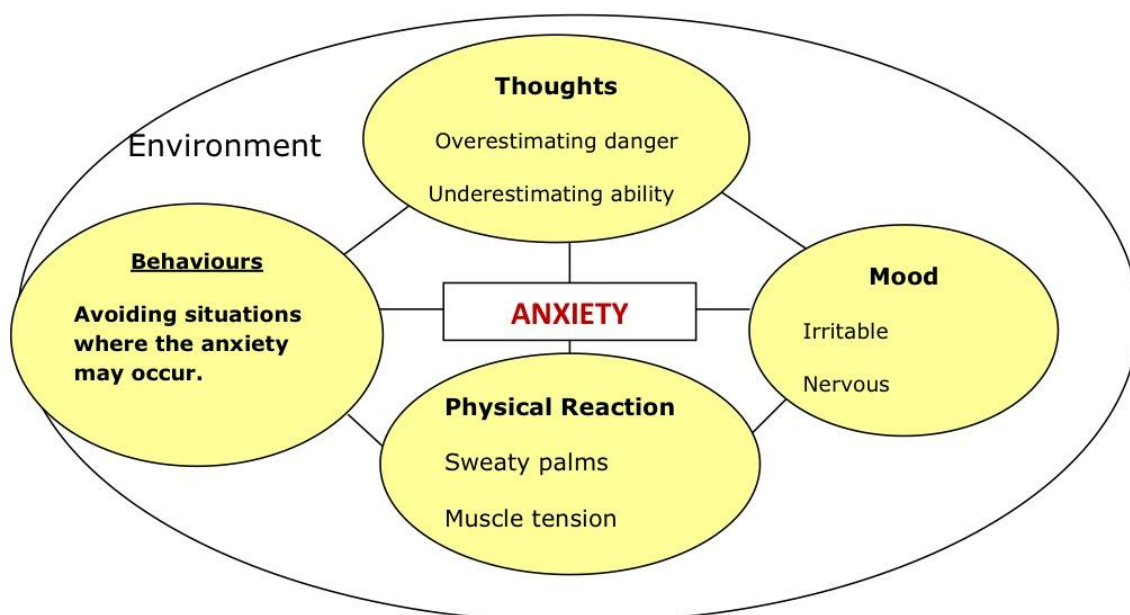 Thoughts
Overestimating danger
Underestimating ability
Environment
Behaviours
Avoiding situations
where the anxiety
may occur.
ANXIETY
Mood
Irritable
Nervous
Physical Reaction
Sweaty palms
Muscle tension